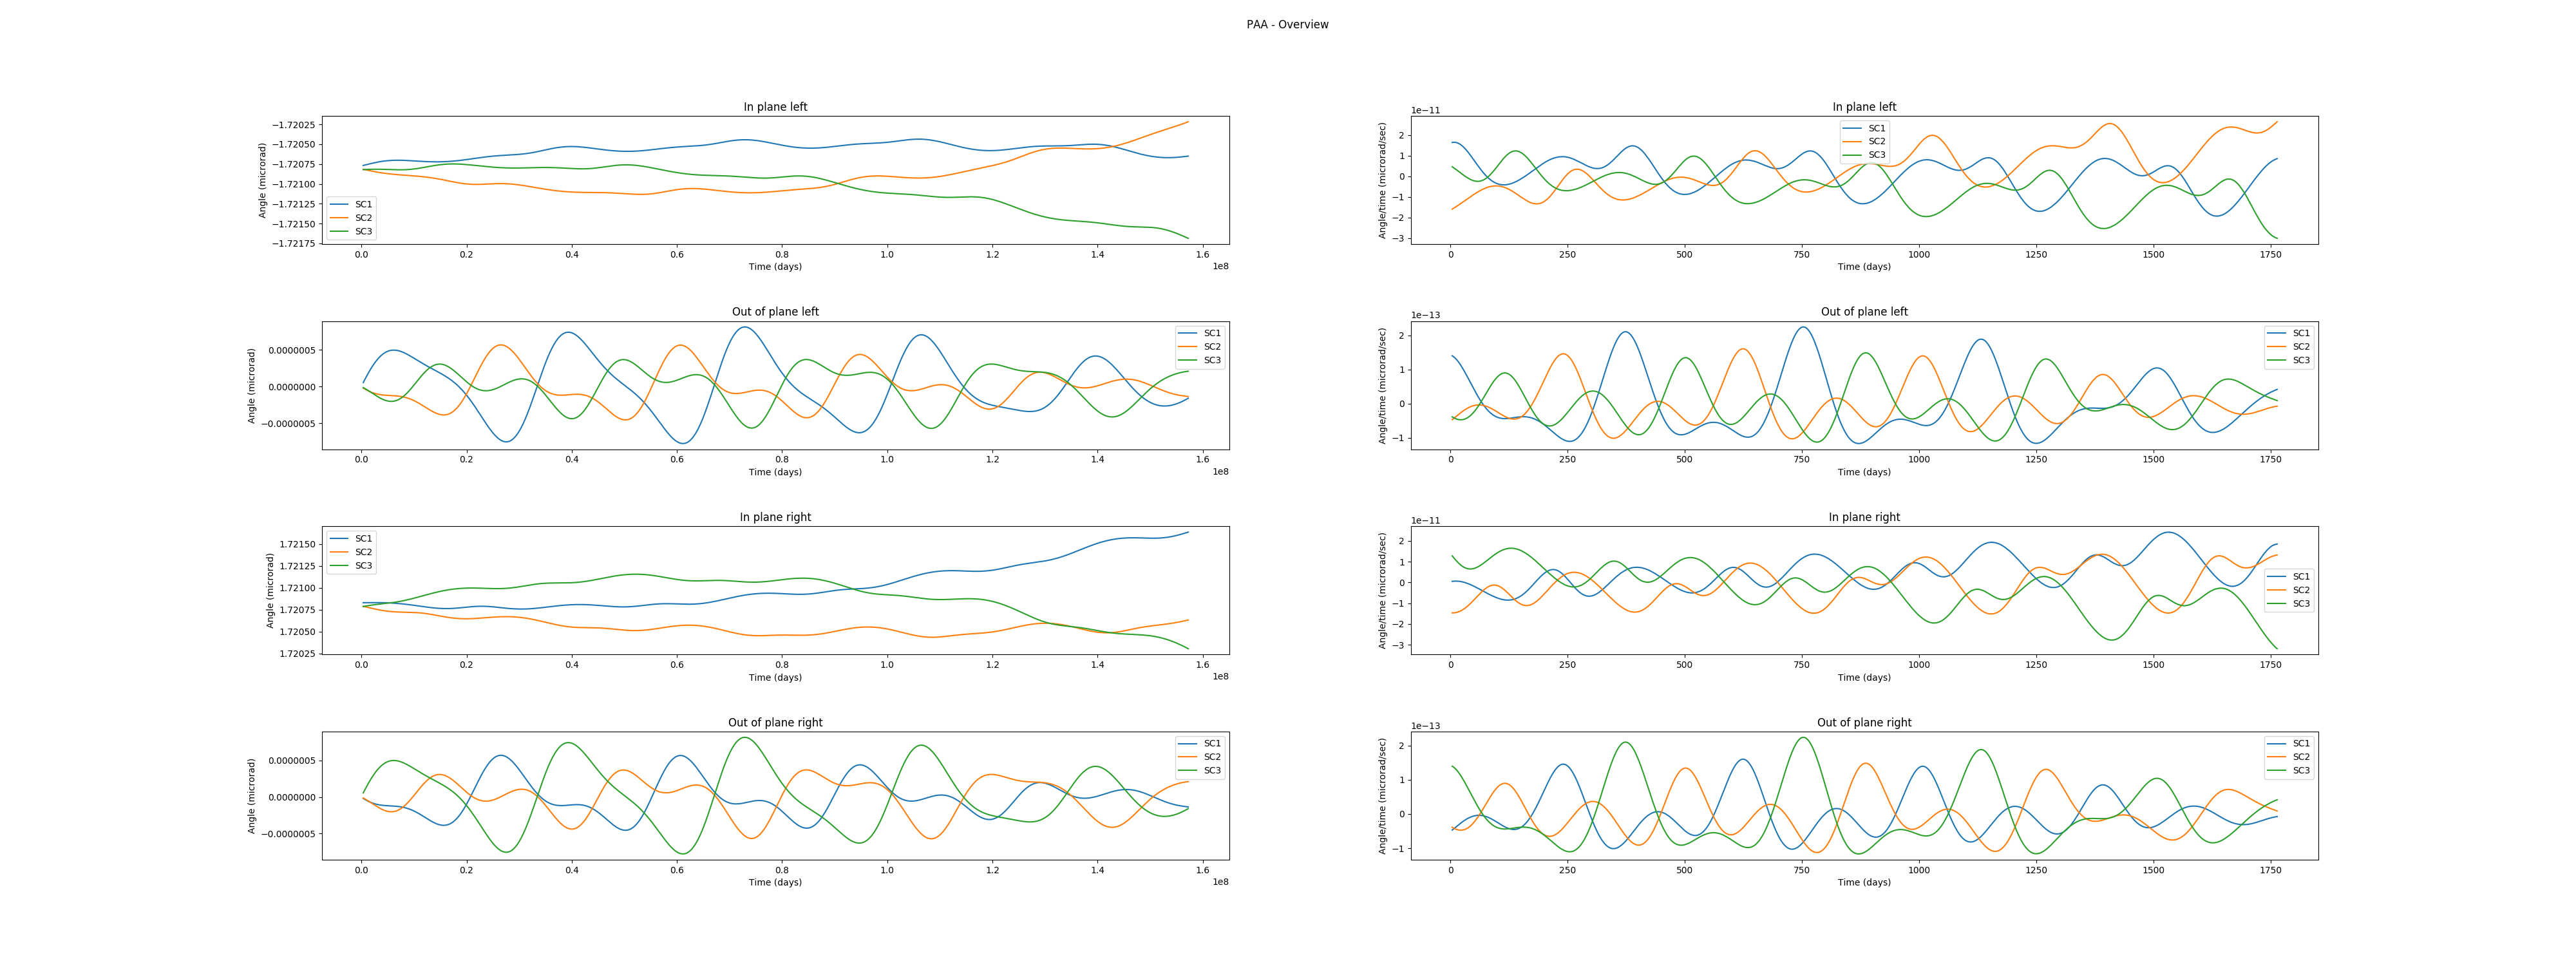 PAA - Overview
In plane left
Angle (microrad)
−1.72025
−1.72050
−1.72075
−1.72100
−1.72125
−1.72150
−1.72175
SC1
SC2
SC3
0.0 0.2 0.4 0.6 0.8 1.0 1.2 1.4 1.6
1e8
Time (days)
In plane left
1e−11
Angle/time (microrad/sec)
2
1
0
−1
−2
−3
SC1
SC2
SC3
0 250 500 750 1000 1250 1500 1750
Time (days)
Out of plane left
Angle (microrad)
0.0000005
0.0000000
−0.0000005
SC1
SC2
SC3
0.0 0.2 0.4 0.6 0.8 1.0 1.2 1.4 1.6
1e8
Time (days)
Out of plane left
1e−13
Angle/time (microrad/sec)
2
1
0
−1
SC1
SC2
SC3
0 250 500 750 1000 1250 1500 1750
Time (days)
In plane right
Angle (microrad)
1.72150
1.72125
1.72100
1.72075
1.72050
1.72025
SC1
SC2
SC3
0.0 0.2 0.4 0.6 0.8 1.0 1.2 1.4 1.6
1e8
Time (days)
In plane right
1e−11
Angle/time (microrad/sec)
2
1
0
−1
−2
−3
SC1
SC2
SC3
0 250 500 750 1000 1250 1500 1750
Time (days)
Out of plane right
Angle (microrad)
0.0000005
0.0000000
−0.0000005
SC1
SC2
SC3
0.0 0.2 0.4 0.6 0.8 1.0 1.2 1.4 1.6
1e8
Time (days)
Out of plane right
1e−13
Angle/time (microrad/sec)
2
1
0
−1
SC1
SC2
SC3
0 250 500 750 1000 1250 1500 1750
Time (days)